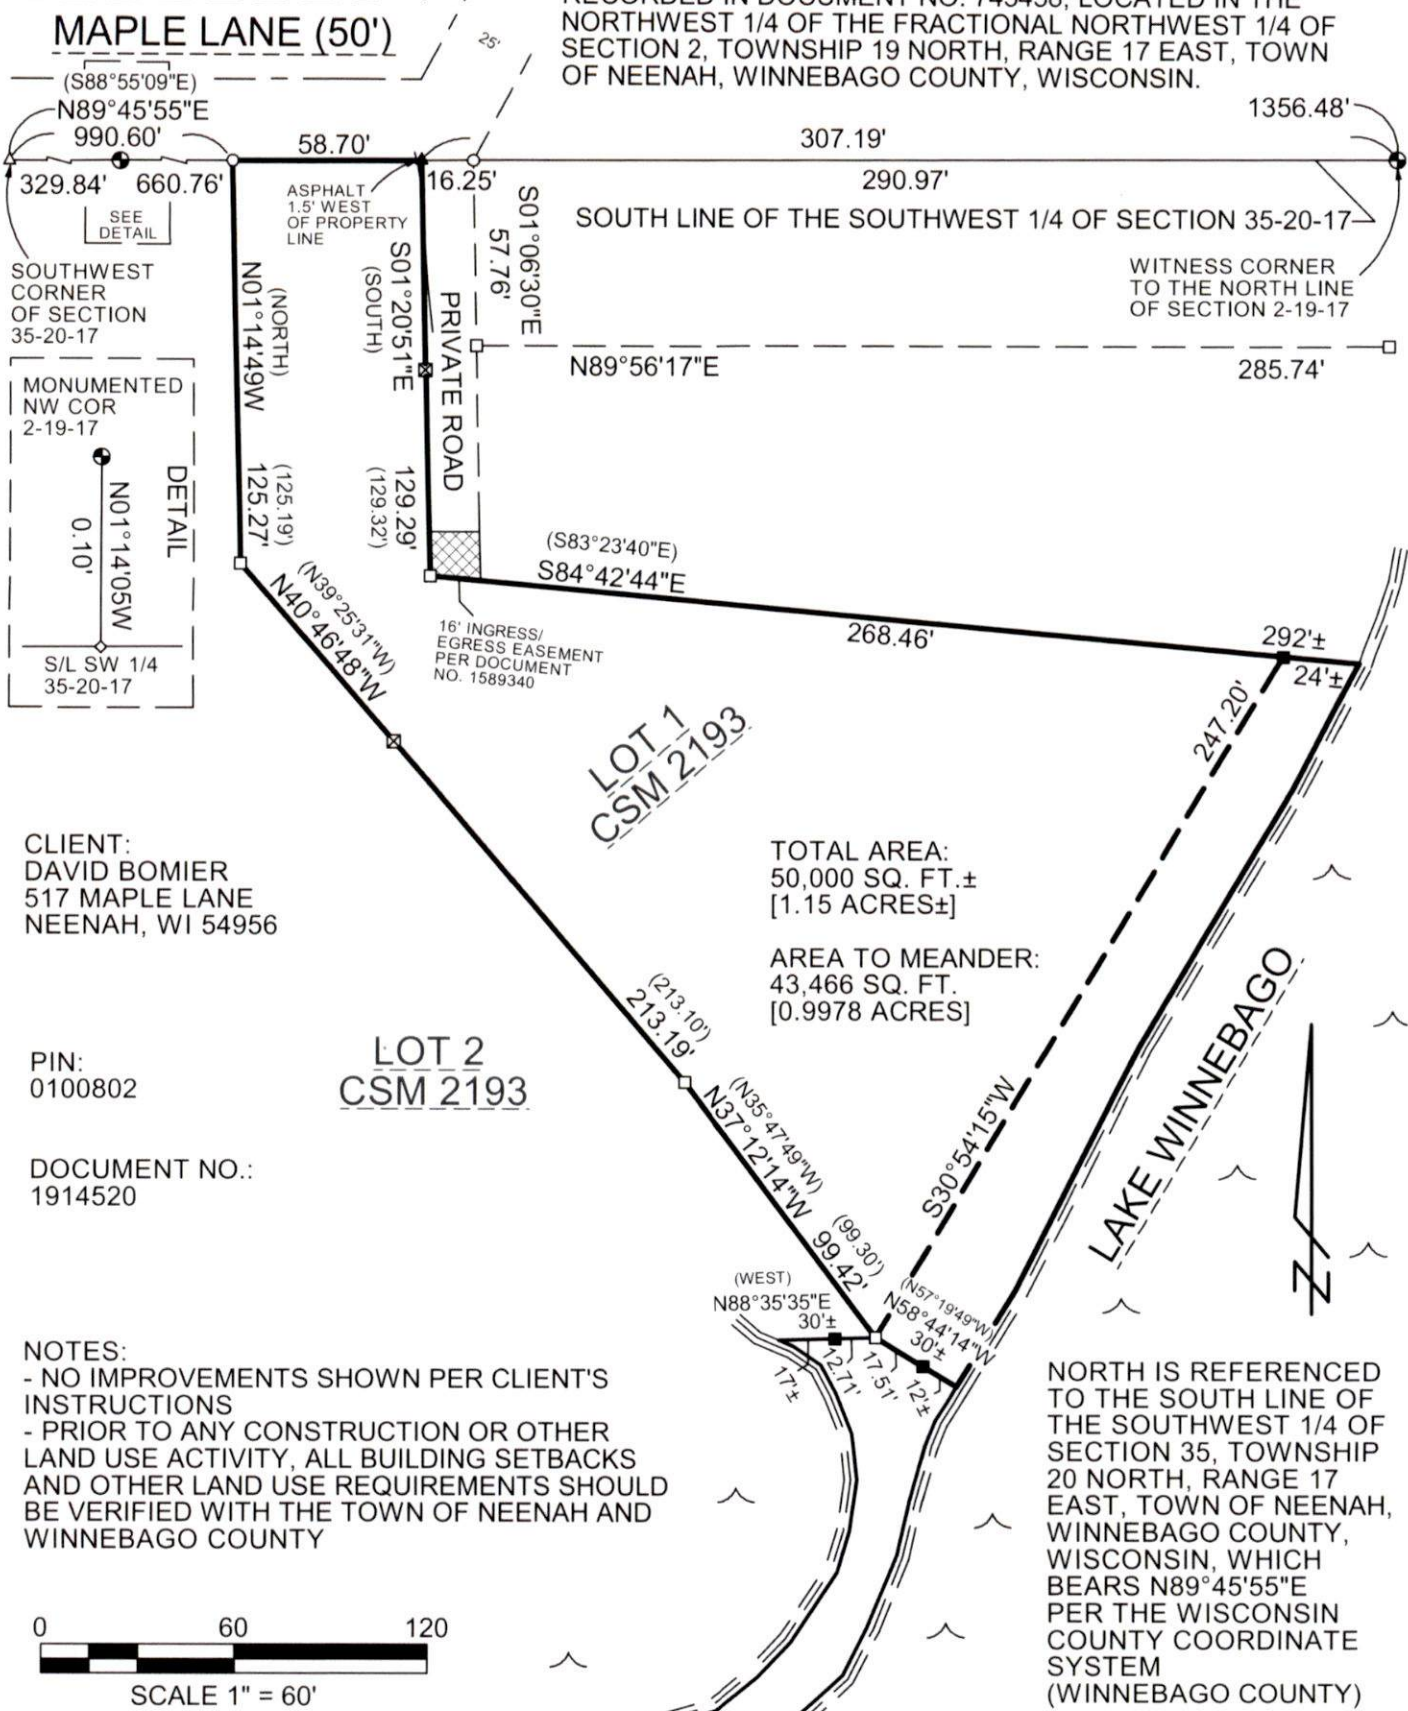 MAPLE LANE (50')
25'
RECORDED IN DOCUMENT NO. 745458, LOCATED IN THE
NORTHWEST 1/4 OF THE FRACTIONAL NORTHWEST 1/4 OF
SECTION 2, TOWNSHIP 19 NORTH, RANGE 17 EAST, TOWN
OF NEENAH, WINNEBAGO COUNTY, WISCONSIN.
(S88°55'09"E)
N89°45'55"E
990.60'
58.70'
307.19'
1356.48'
329.84'
660.76'
16.25'
290.97'
SEE
DETAIL
ASPHALT
1.5' WEST
OF PROPERTY
LINE
SOUTH LINE OF THE SOUTHWEST 1/4 OF SECTION 35-20-17
SOUTHWEST
CORNER
OF SECTION
35-20-17
WITNESS CORNER
TO THE NORTH LINE
OF SECTION 2-19-17
(NORTH)
N01°14'49W
(125.19')
125.27'
S01°20'51"E
(SOUTH)
129.29'
(129.32')
PRIVATE ROAD
S01°06'30"E
57.76'
N89°56'17"E
285.74'
MONUMENTED
NW COR
2-19-17
DETAIL
N01°14'05W
0.10'
S/L SW 1/4
35-20-17
(S83°23'40"E)
S84°42'44"E
268.46'
292'±
24'±
16' INGRESS/
EGRESS EASEMENT
PER DOCUMENT
NO. 1589340
(N39°25'31"W)
N40°46'48"W
LOT 1
CSM 2193
247.20'
CLIENT:
DAVID BOMIER
517 MAPLE LANE
NEENAH, WI 54956
TOTAL AREA:
50,000 SQ. FT.±
[1.15 ACRES±]
AREA TO MEANDER:
43,466 SQ. FT.
[0.9978 ACRES]
(213.10')
213.19'
PIN:
0100802
LOT 2
CSM 2193
DOCUMENT NO.:
1914520
(N35°47'49"W)
N37°12'14"W
(99.30')
99.42'
S30°54'15"W
LAKE WINNEBAGO
N
(WEST)
N88°35'35"E
30'±
(N57°19'49"W)
N58°44'14"W
30'±
17'±
12.71'
17.51'
12'±
NOTES:
- NO IMPROVEMENTS SHOWN PER CLIENT'S
INSTRUCTIONS
- PRIOR TO ANY CONSTRUCTION OR OTHER
LAND USE ACTIVITY, ALL BUILDING SETBACKS
AND OTHER LAND USE REQUIREMENTS SHOULD
BE VERIFIED WITH THE TOWN OF NEENAH AND
WINNEBAGO COUNTY
NORTH IS REFERENCED
TO THE SOUTH LINE OF
THE SOUTHWEST 1/4 OF
SECTION 35, TOWNSHIP
20 NORTH, RANGE 17
EAST, TOWN OF NEENAH,
WINNEBAGO COUNTY,
WISCONSIN, WHICH
BEARS N89°45'55"E
PER THE WISCONSIN
COUNTY COORDINATE
SYSTEM
(WINNEBAGO COUNTY)
0 60 120
SCALE 1" = 60'